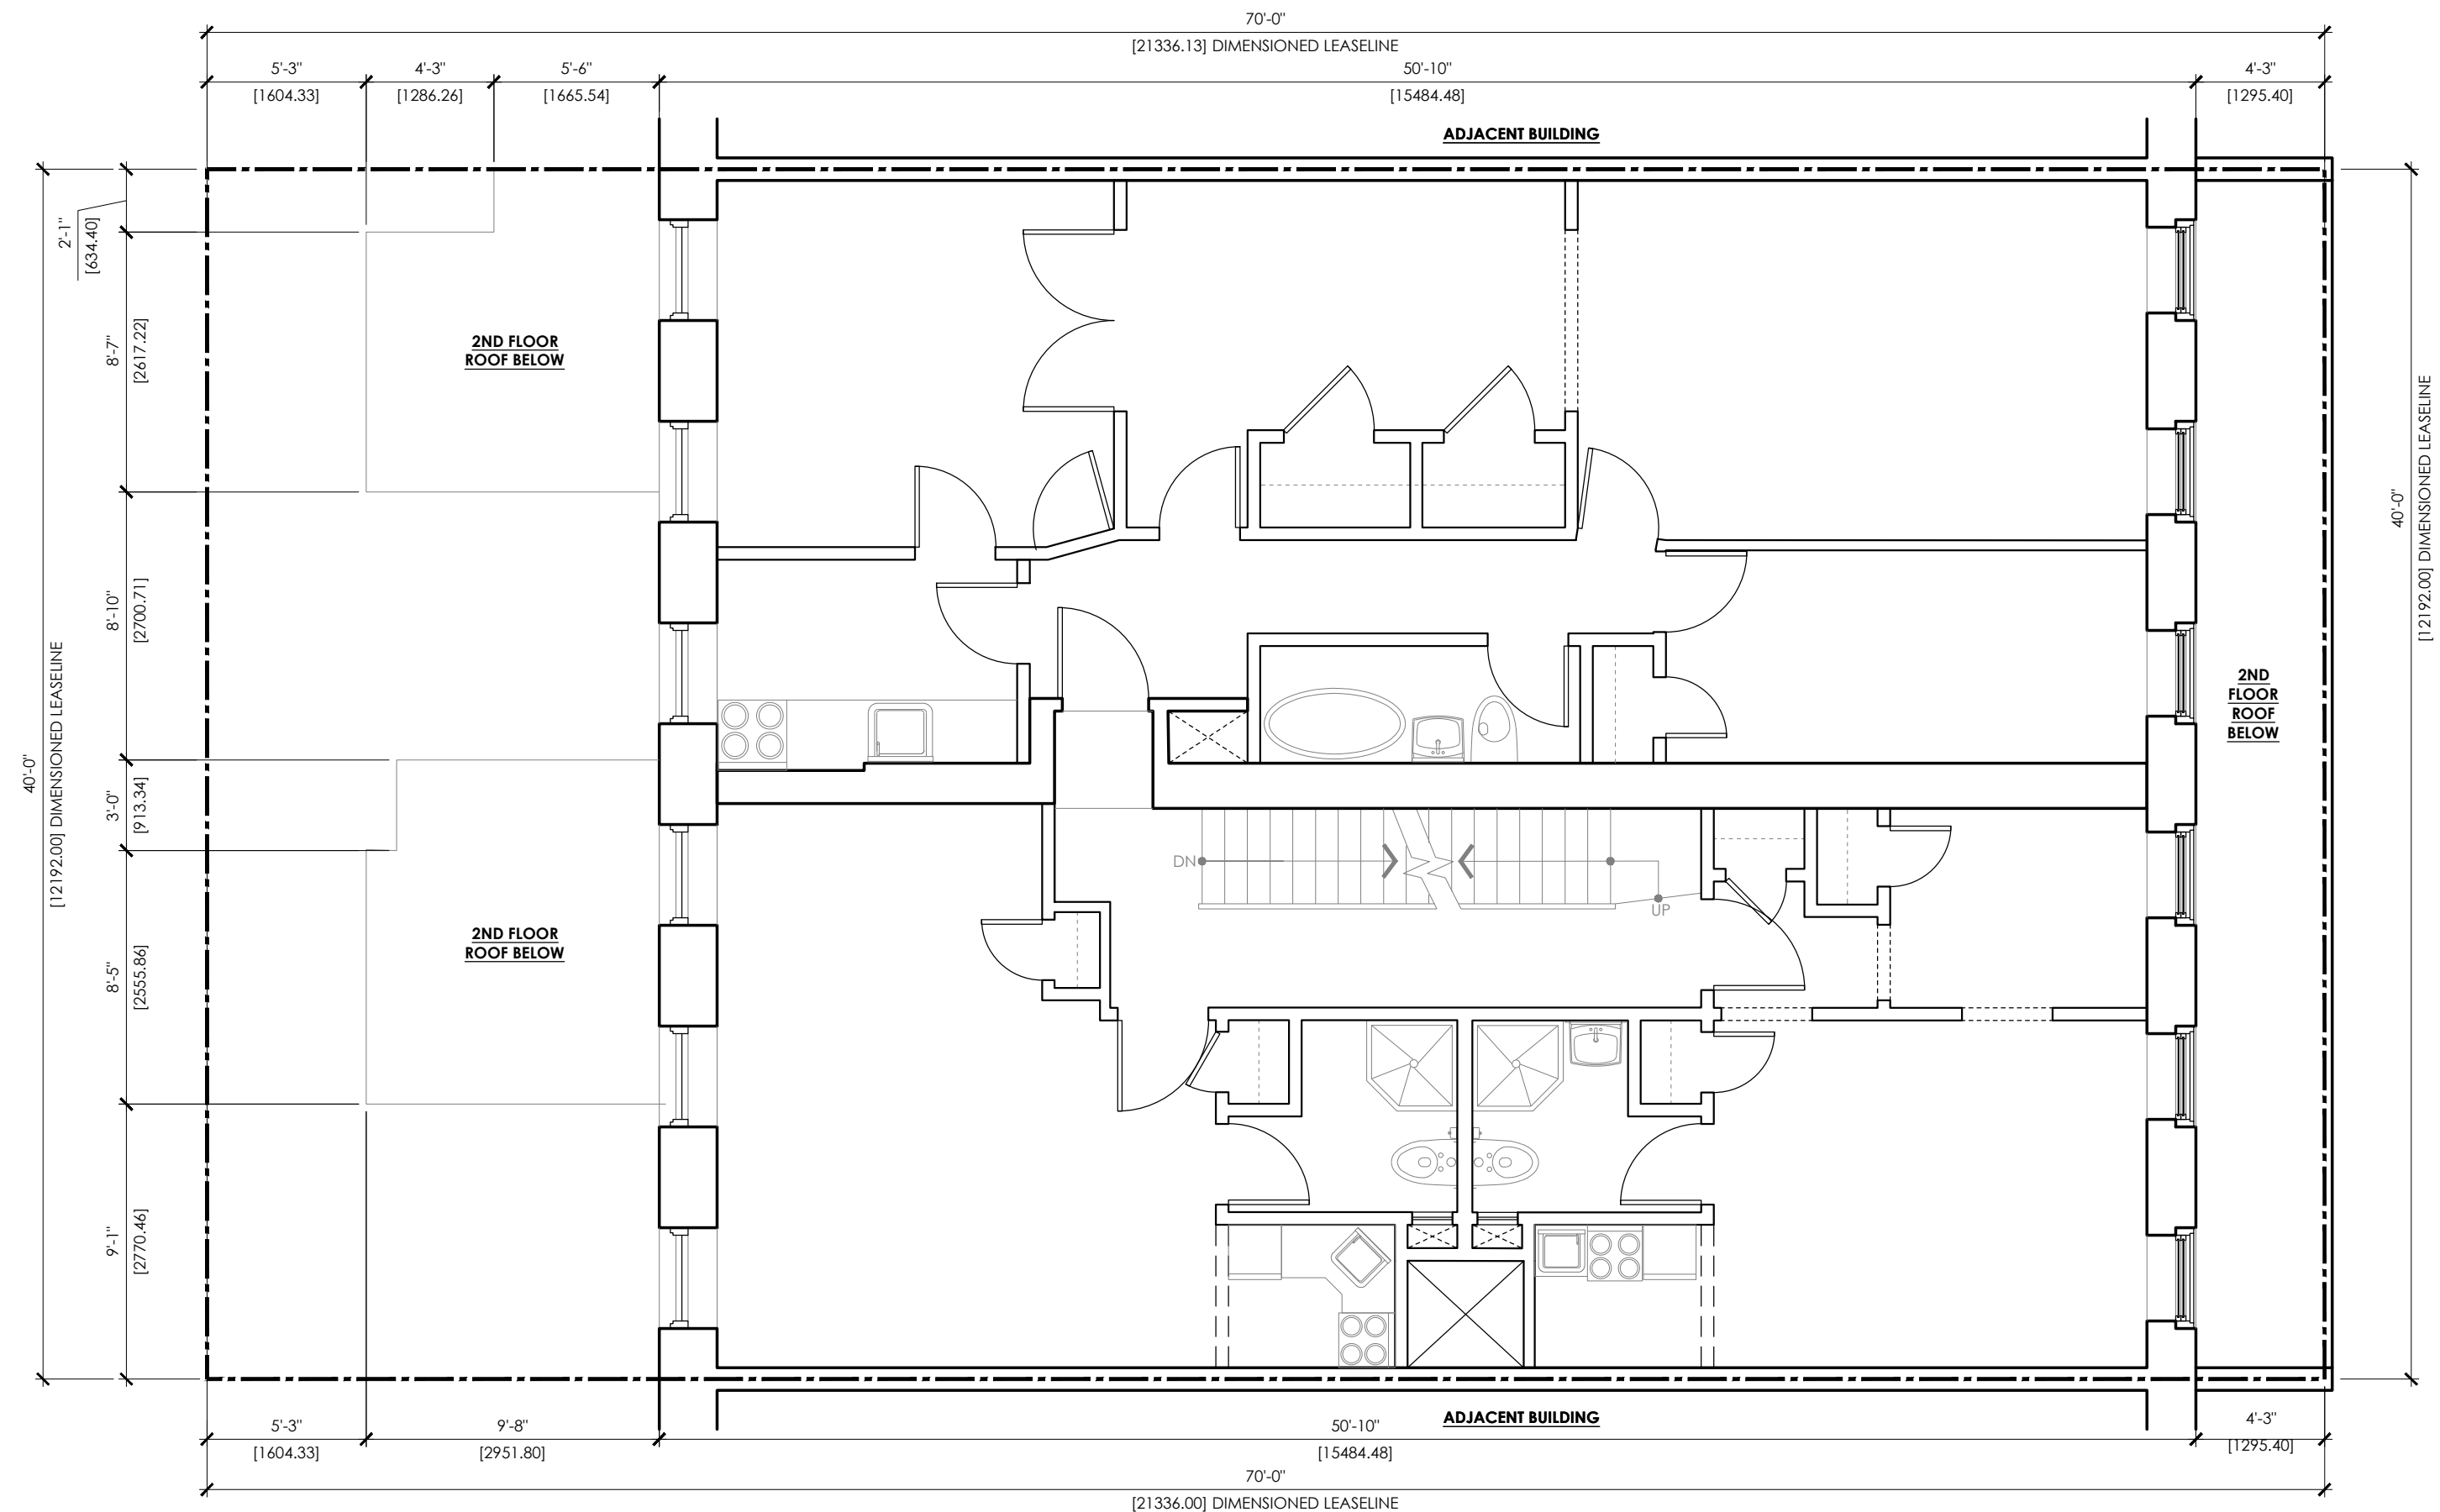 70'-0"
[21336.13] DIMENSIONED LEASELINE
5'-3"
4'-3"
5'-6"
50'-10"
4'-3"
[1604.33]
[1286.26]
[1665.54]
[15484.48]
[1295.40]
ADJACENT BUILDING
2'-1"
[634.40]
8'-7"
[2617.22]
2ND FLOOR
ROOF BELOW
40'-0"
[12192.00] DIMENSIONED LEASELINE
8'-10"
[2700.71]
2ND
FLOOR
ROOF
BELOW
40'-0"
[12192.00] DIMENSIONED LEASELINE
3'-0"
[913.34]
DN
UP
2ND FLOOR
ROOF BELOW
8'-5"
[2555.86]
9'-1"
[2770.46]
ADJACENT BUILDING
5'-3"
9'-8"
50'-10"
4'-3"
[1604.33]
[2951.80]
[15484.48]
[1295.40]
70'-0"
[21336.00] DIMENSIONED LEASELINE